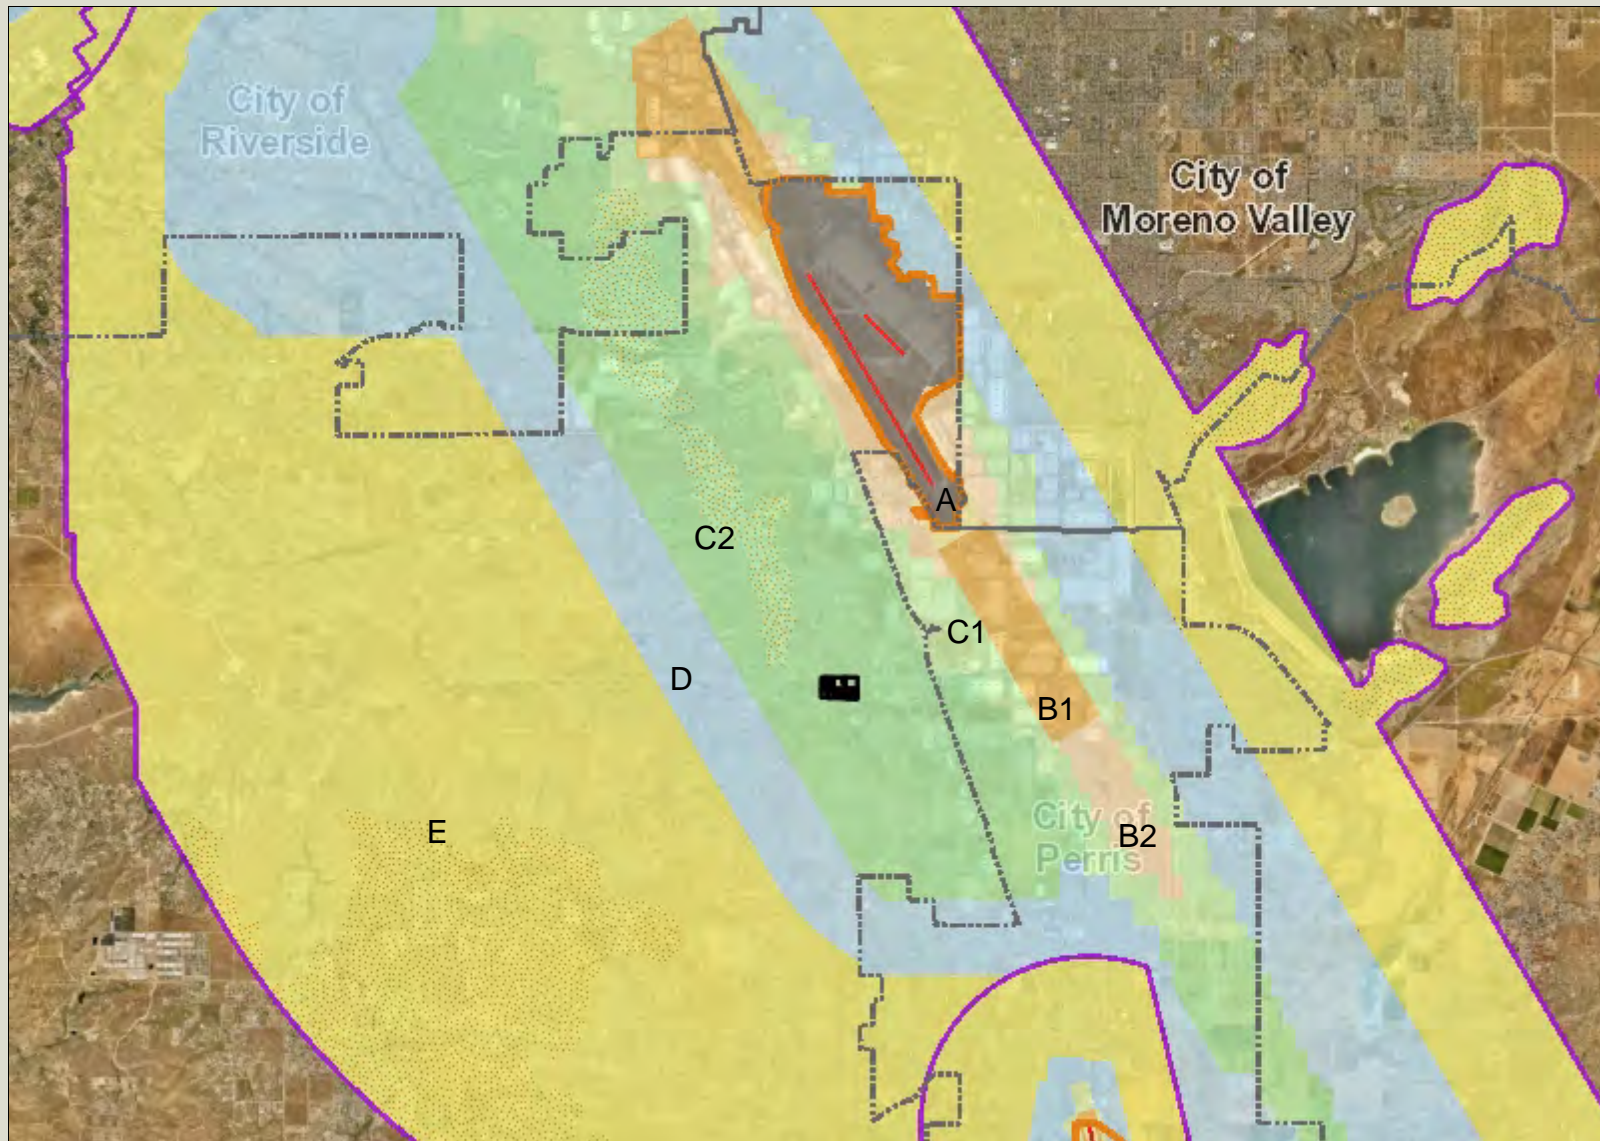 City of
Riverside
City of
Moreno Valley
A
C2
C1
D
B1
City of
Perris
B2
E